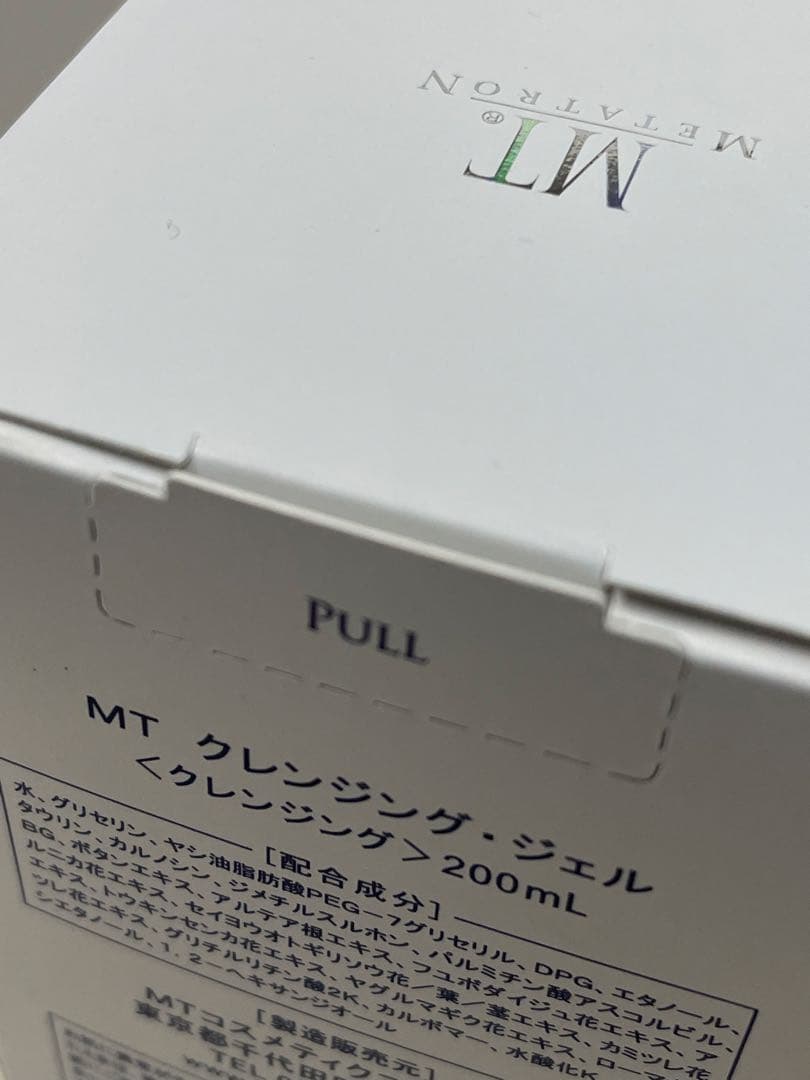 MT®
METATRON
PULL
MT クレンジング・ジェル
<クレンジング> 200mL
[配合成分]
水、グリセリン、ヤシ油脂肪酸PEG-7グリセリル、DPG、エタノール、
タウリン、カルノシン、ジメチルスルホン、パルミチン酸アスコルビル、
BG、ボタンエキス、アルテア根エキス、フユボダイジュ花エキス、ア
ルニカ花エキス、セイヨウオトギリソウ花/葉/茎エキス、カミツレ花
エキス、トウキンセンカ花エキス、ヤグルマギク花エキス、ローマカミ
ツレ花エキス、グリチルリチン酸2K、カルボマー、水酸化K
シエタノール、1,2-ヘキサンジオール
[製造販売元]
MTコスメティク
東京都千代田
TEL